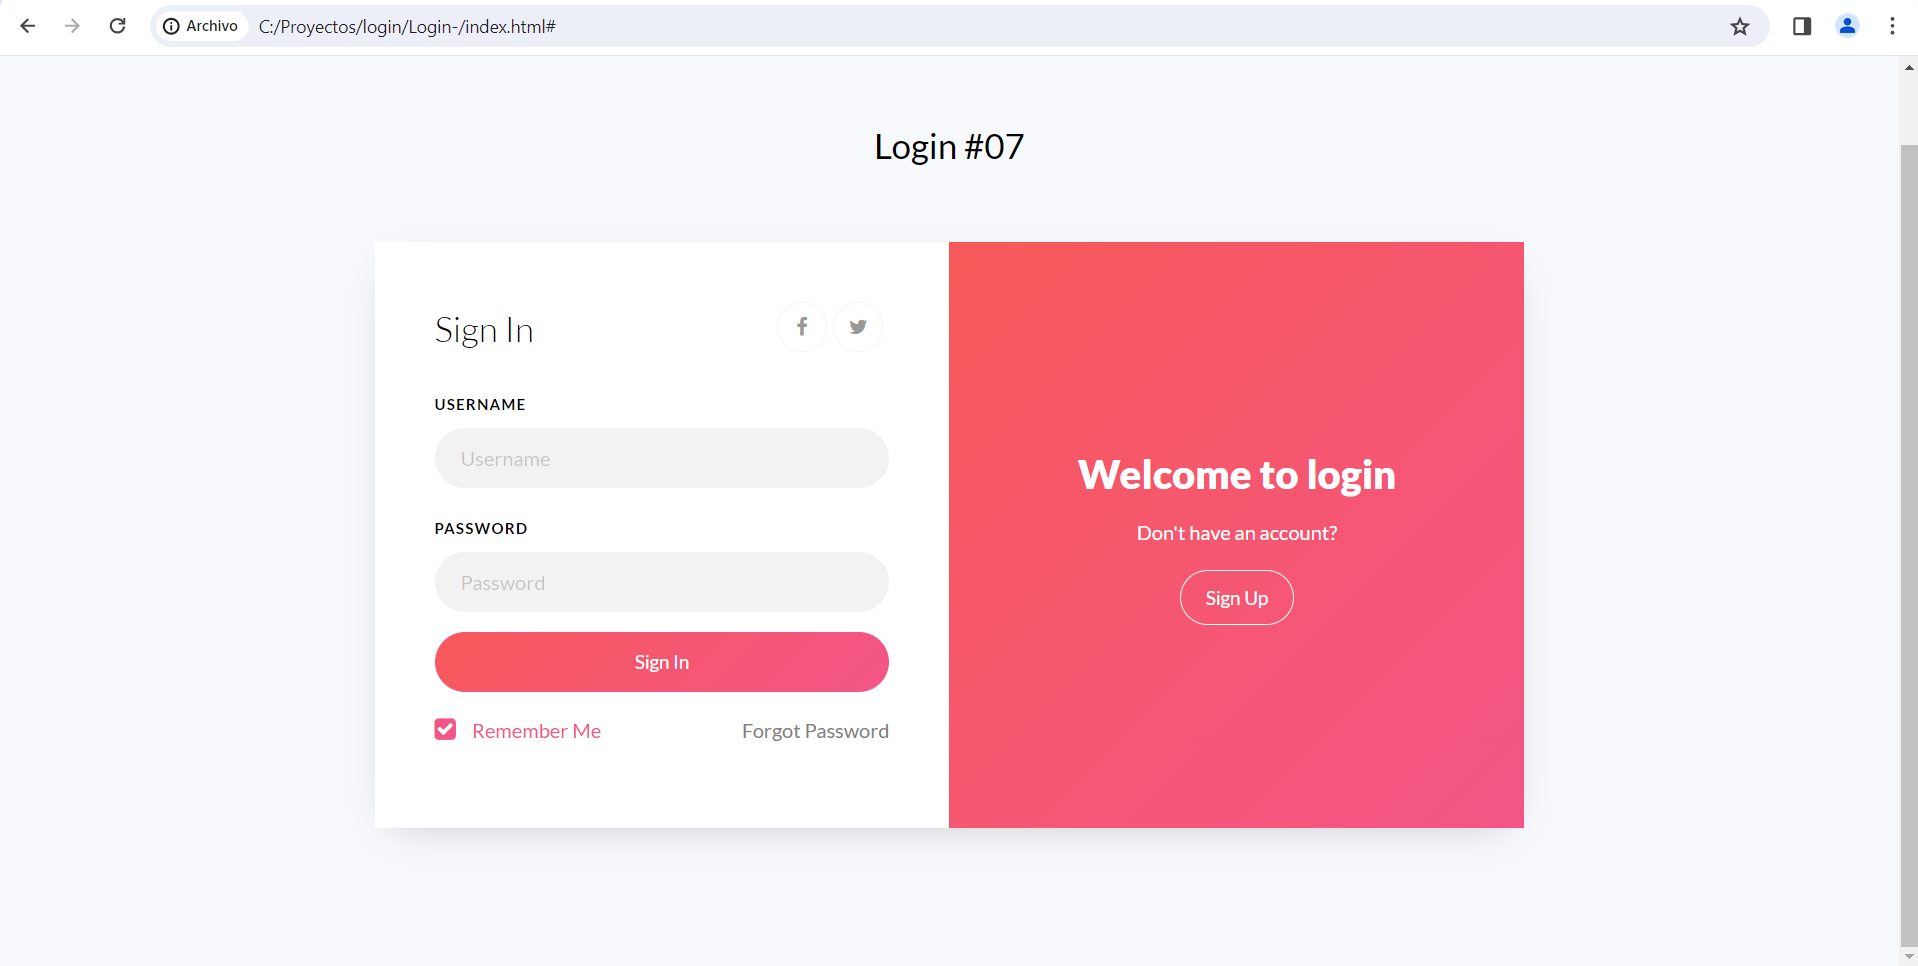 Archivo C:/Proyectos/login/Login-/index.html#
Login #07
Sign In
USERNAME
Username
PASSWORD
Password
Sign In
Remember Me Forgot Password
Welcome to login
Don't have an account?
Sign Up